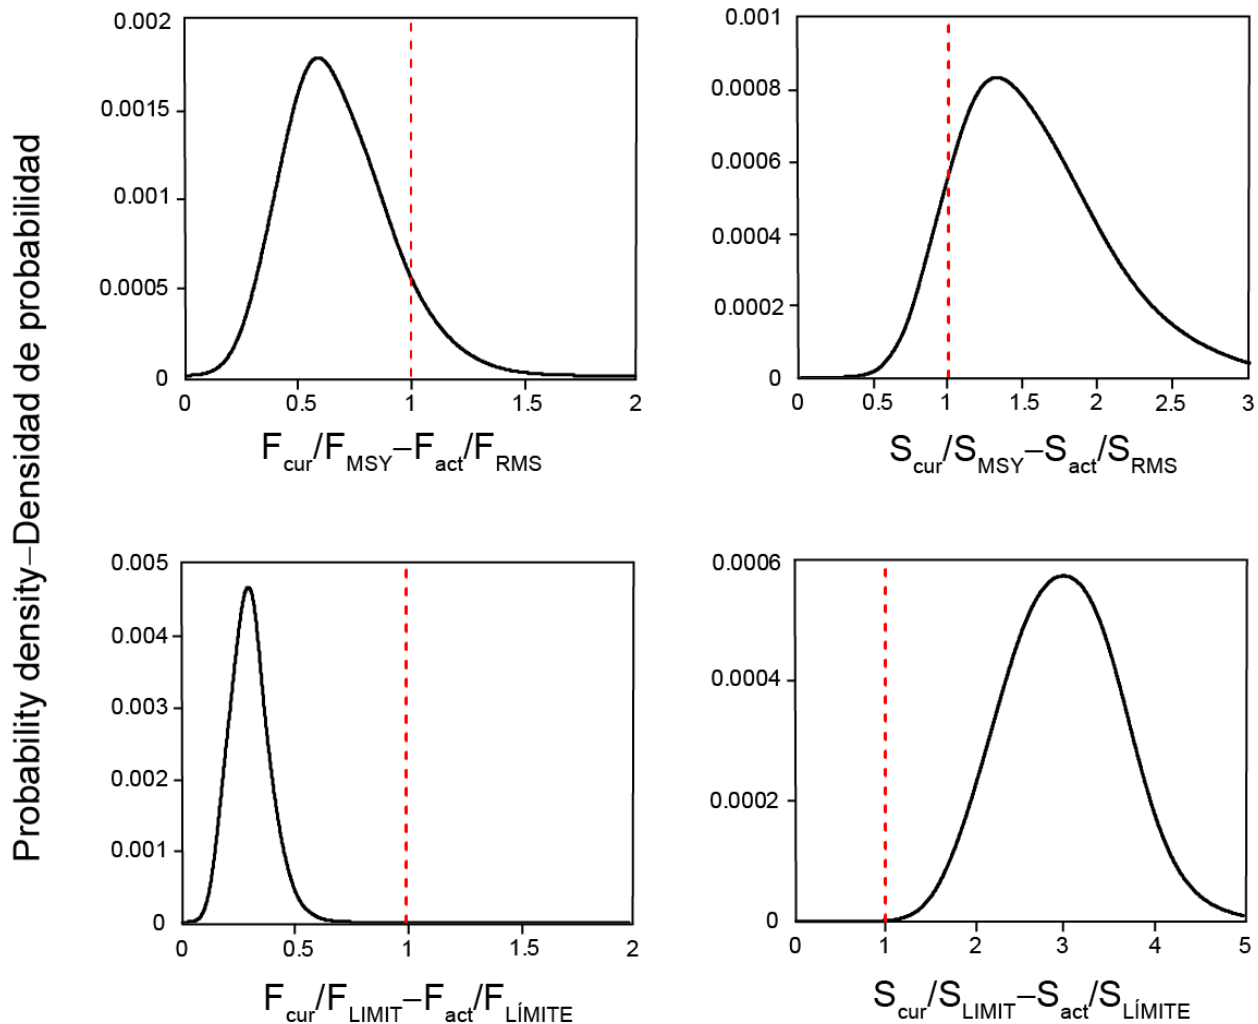 Probability density–Densidad de probabilidad
0.002
0.0015
0.001
0.0005
0
0 0.5 1 1.5 2
Fcur/FMSY–Fact/FRMS
0.001
0.0008
0.0006
0.0004
0.0002
0
0 0.5 1 1.5 2 2.5 3
Scur/SMSY–Sact/SRMS
0.005
0.004
0.003
0.002
0.001
0
0 0.5 1 1.5 2
Fcur/FLIMIT–Fact/FLÍMITE
0.0006
0.0004
0.0002
0
0 1 2 3 4 5
Scur/SLIMIT–Sact/SLÍMITE